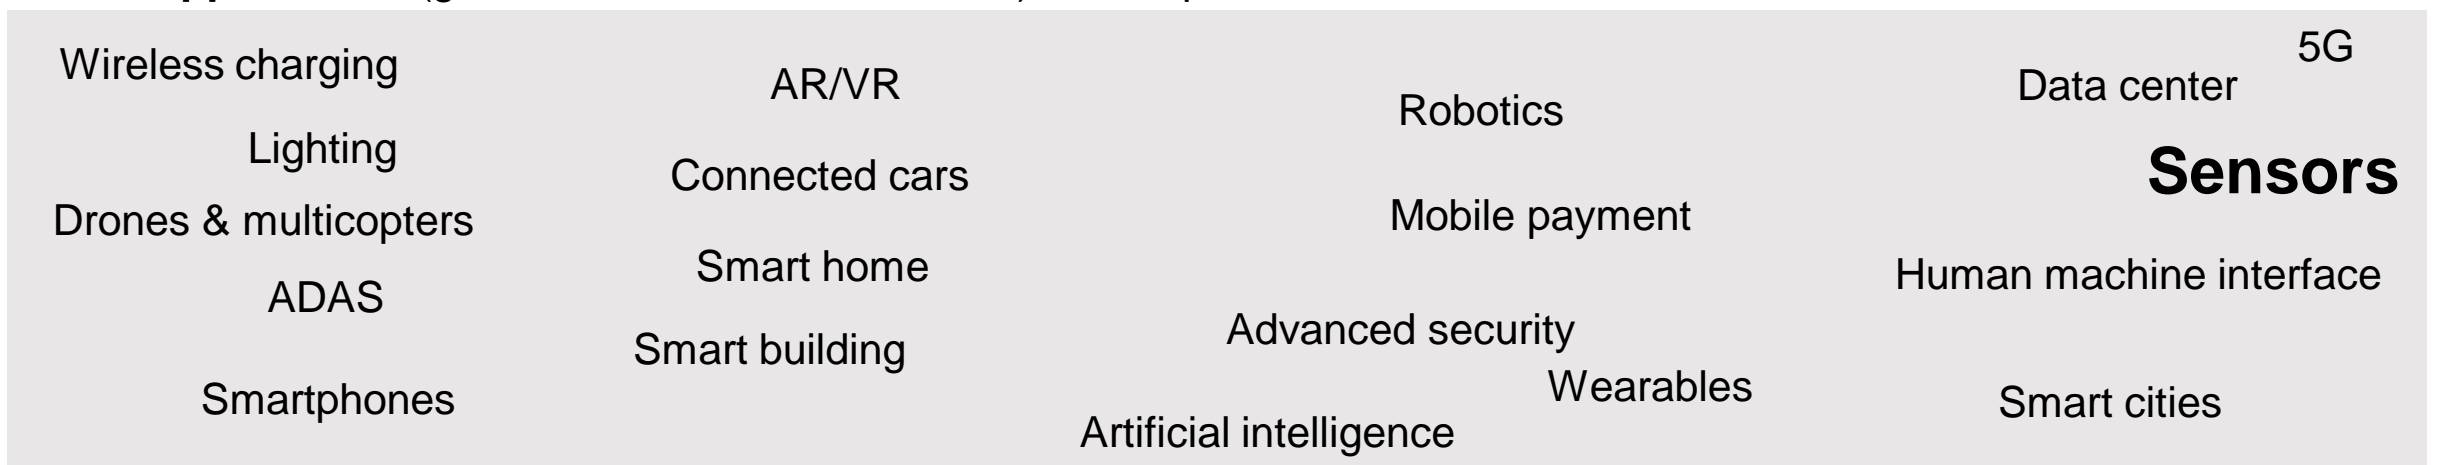 Wireless charging
Lighting
Drones & multicopters
ADAS
Smartphones
AR/VR
Connected cars
Smart home
Smart building
Robotics
Mobile payment
Advanced security
Wearables
Artificial intelligence
5G
Data center
Sensors
Human machine interface
Smart cities